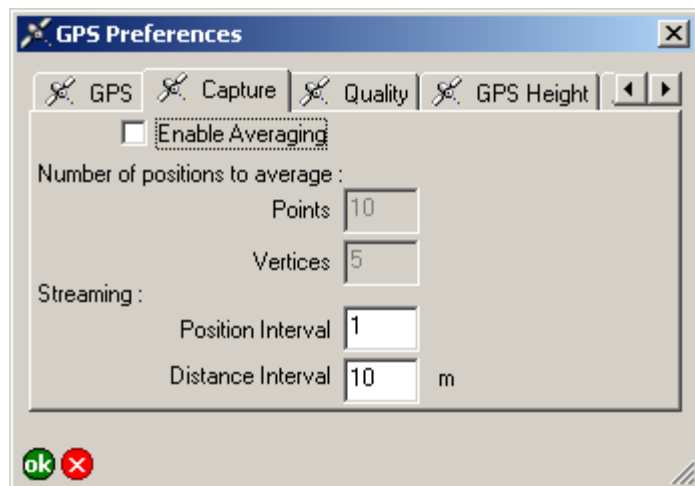 GPS Preferences
GPS Capture Quality GPS Height
Enable Averaging
Number of positions to average :
Points 10
Vertices 5
Streaming :
Position Interval 1
Distance Interval 10 m
ok